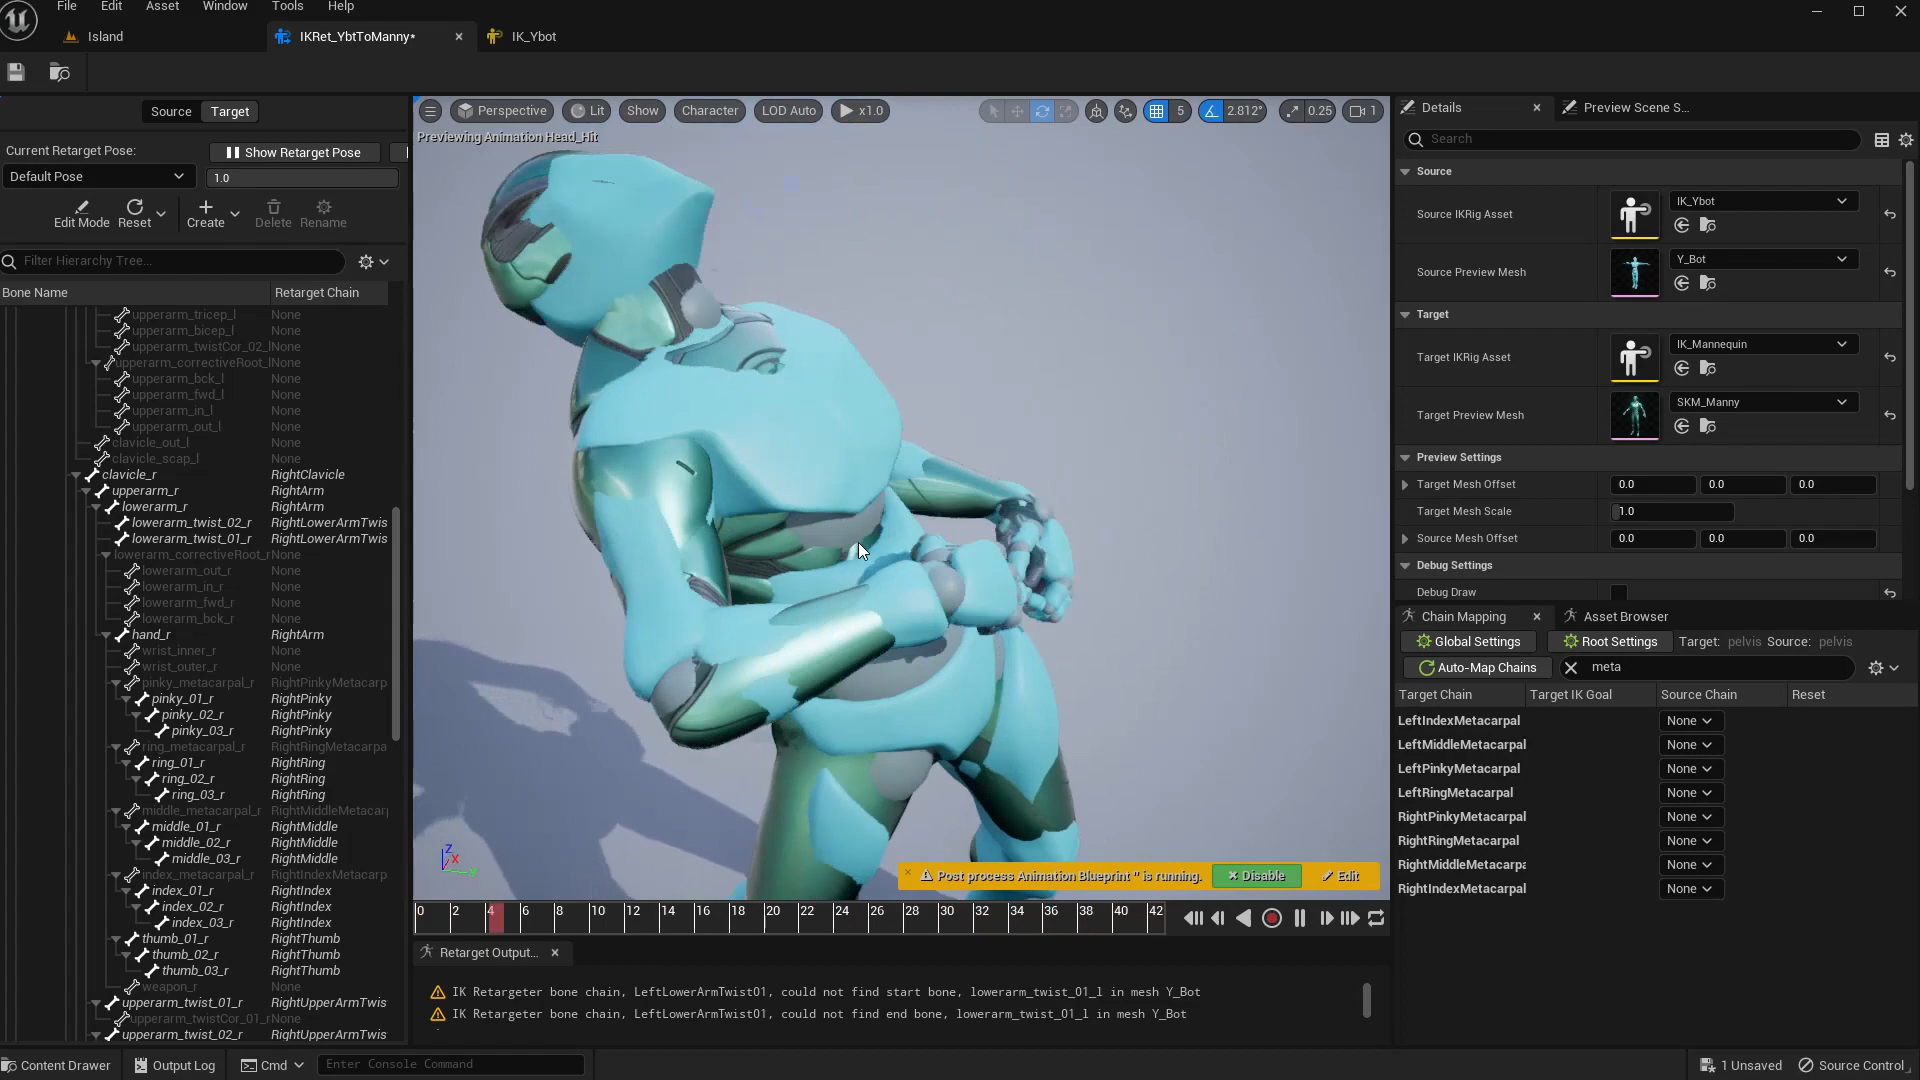 File Edit Asset Window Tools Help
Island
IKRet_YbtToManny*
IK_Ybot
Source Target
Current Retarget Pose:
Show Retarget Pose
Default Pose
1.0
Edit Mode Reset Create Delete Rename
Filter Hierarchy Tree...
Bone Name Retarget Chain
upperarm_tricep_l None
upperarm_bicep_l None
upperarm_twistCor_02_l None
upperarm_correctiveRoot_l None
upperarm_bck_l None
upperarm_fwd_l None
upperarm_in_l None
upperarm_out_l None
clavicle_out_l None
clavicle_scap_l None
clavicle_r RightClavicle
upperarm_r RightArm
lowerarm_r RightArm
lowerarm_twist_02_r RightLowerArmTwis
lowerarm_twist_01_r RightLowerArmTwis
lowerarm_correctiveRoot_r None
lowerarm_out_r None
lowerarm_in_r None
lowerarm_fwd_r None
lowerarm_bck_r None
hand_r RightArm
wrist_inner_r None
wrist_outer_r None
pinky_metacarpal_r RightPinkyMetacarp
pinky_01_r RightPinky
pinky_02_r RightPinky
pinky_03_r RightPinky
ring_metacarpal_r RightRingMetacarpa
ring_01_r RightRing
ring_02_r RightRing
ring_03_r RightRing
middle_metacarpal_r RightMiddleMetacar
middle_01_r RightMiddle
middle_02_r RightMiddle
middle_03_r RightMiddle
index_metacarpal_r RightIndexMetacarp
index_01_r RightIndex
index_02_r RightIndex
index_03_r RightIndex
thumb_01_r RightThumb
thumb_02_r RightThumb
thumb_03_r RightThumb
weapon_r None
upperarm_twist_01_r RightUpperArmTwis
upperarm_twistCor_01_r None
upperarm_twist_02_r RightUpperArmTwis
Perspective Lit Show Character LOD Auto x1.0 5 2.812° 0.25 1
Previewing Animation Head_Hit
Z
X
Y
Post process Animation Blueprint '' is running. Disable Edit
0 2 4 6 8 10 12 14 16 18 20 22 24 26 28 30 32 34 36 38 40 42
Retarget Output...
IK Retargeter bone chain, LeftLowerArmTwist01, could not find start bone, lowerarm_twist_01_l in mesh Y_Bot
IK Retargeter bone chain, LeftLowerArmTwist01, could not find end bone, lowerarm_twist_01_l in mesh Y_Bot
Details
Preview Scene S...
Search
Source
Source IKRig Asset IK_Ybot
Source Preview Mesh Y_Bot
Target
Target IKRig Asset IK_Mannequin
Target Preview Mesh SKM_Manny
Preview Settings
Target Mesh Offset 0.0 0.0 0.0
Target Mesh Scale 1.0
Source Mesh Offset 0.0 0.0 0.0
Debug Settings
Debug Draw
Chain Mapping
Asset Browser
Global Settings Root Settings Target: pelvis Source: pelvis
Auto-Map Chains meta
Target Chain Target IK Goal Source Chain Reset
LeftIndexMetacarpal None
LeftMiddleMetacarpal None
LeftPinkyMetacarpal None
LeftRingMetacarpal None
RightPinkyMetacarpal None
RightRingMetacarpal None
RightMiddleMetacarpa None
RightIndexMetacarpal None
Content Drawer Output Log Cmd Enter Console Command
1 Unsaved Source Control